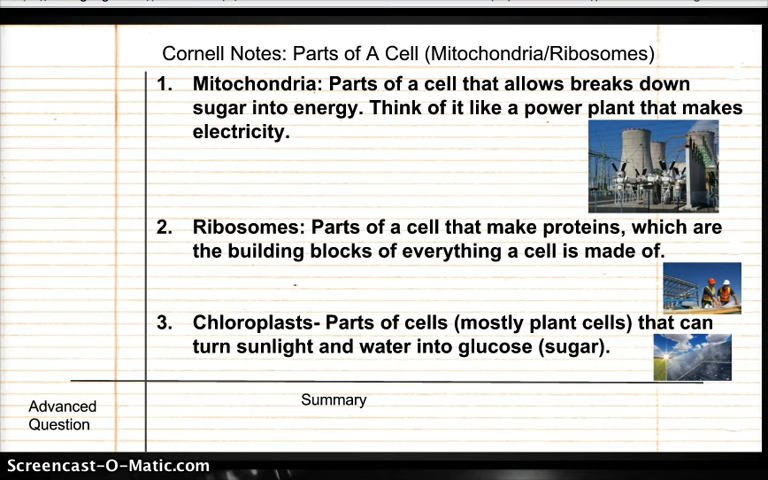 Cornell Notes: Parts of A Cell (Mitochondria/Ribosomes)
1. Mitochondria: Parts of a cell that allows breaks down
sugar into energy. Think of it like a power plant that makes
electricity.
2. Ribosomes: Parts of a cell that make proteins, which are
the building blocks of everything a cell is made of.
3. Chloroplasts- Parts of cells (mostly plant cells) that can
turn sunlight and water into glucose (sugar).
Summary
Advanced
Question
Screencast-O-Matic.com